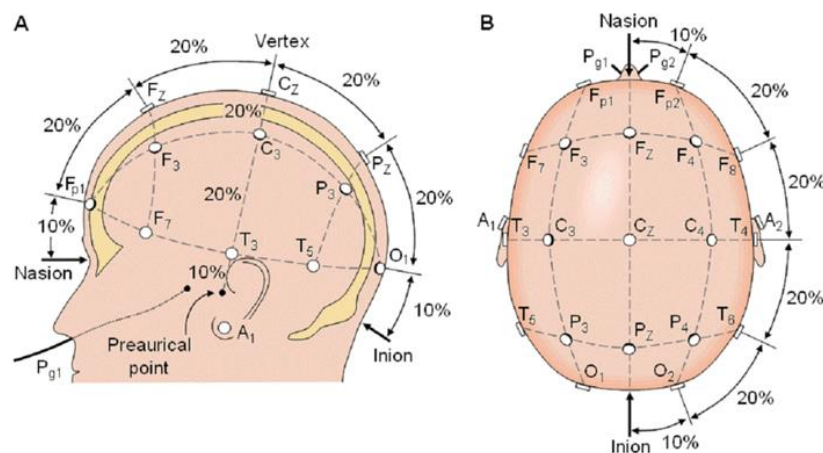 A
20%
Vertex
20%
FZ
CZ
20%
20%
20%
Fp1
F3
C3
PZ
20%
P3
20%
10%
F7
T3
T5
O1
Nasion
10%
10%
A1
Preaurical
point
Inion
Pg1
B
Nasion
10%
Pg1
Pg2
Fp1
Fp2
20%
F7
F3
FZ
F4
F8
A1
T3
C3
CZ
C4
T4
A2
20%
T5
P3
PZ
P4
T6
O1
O2
20%
Inion
10%